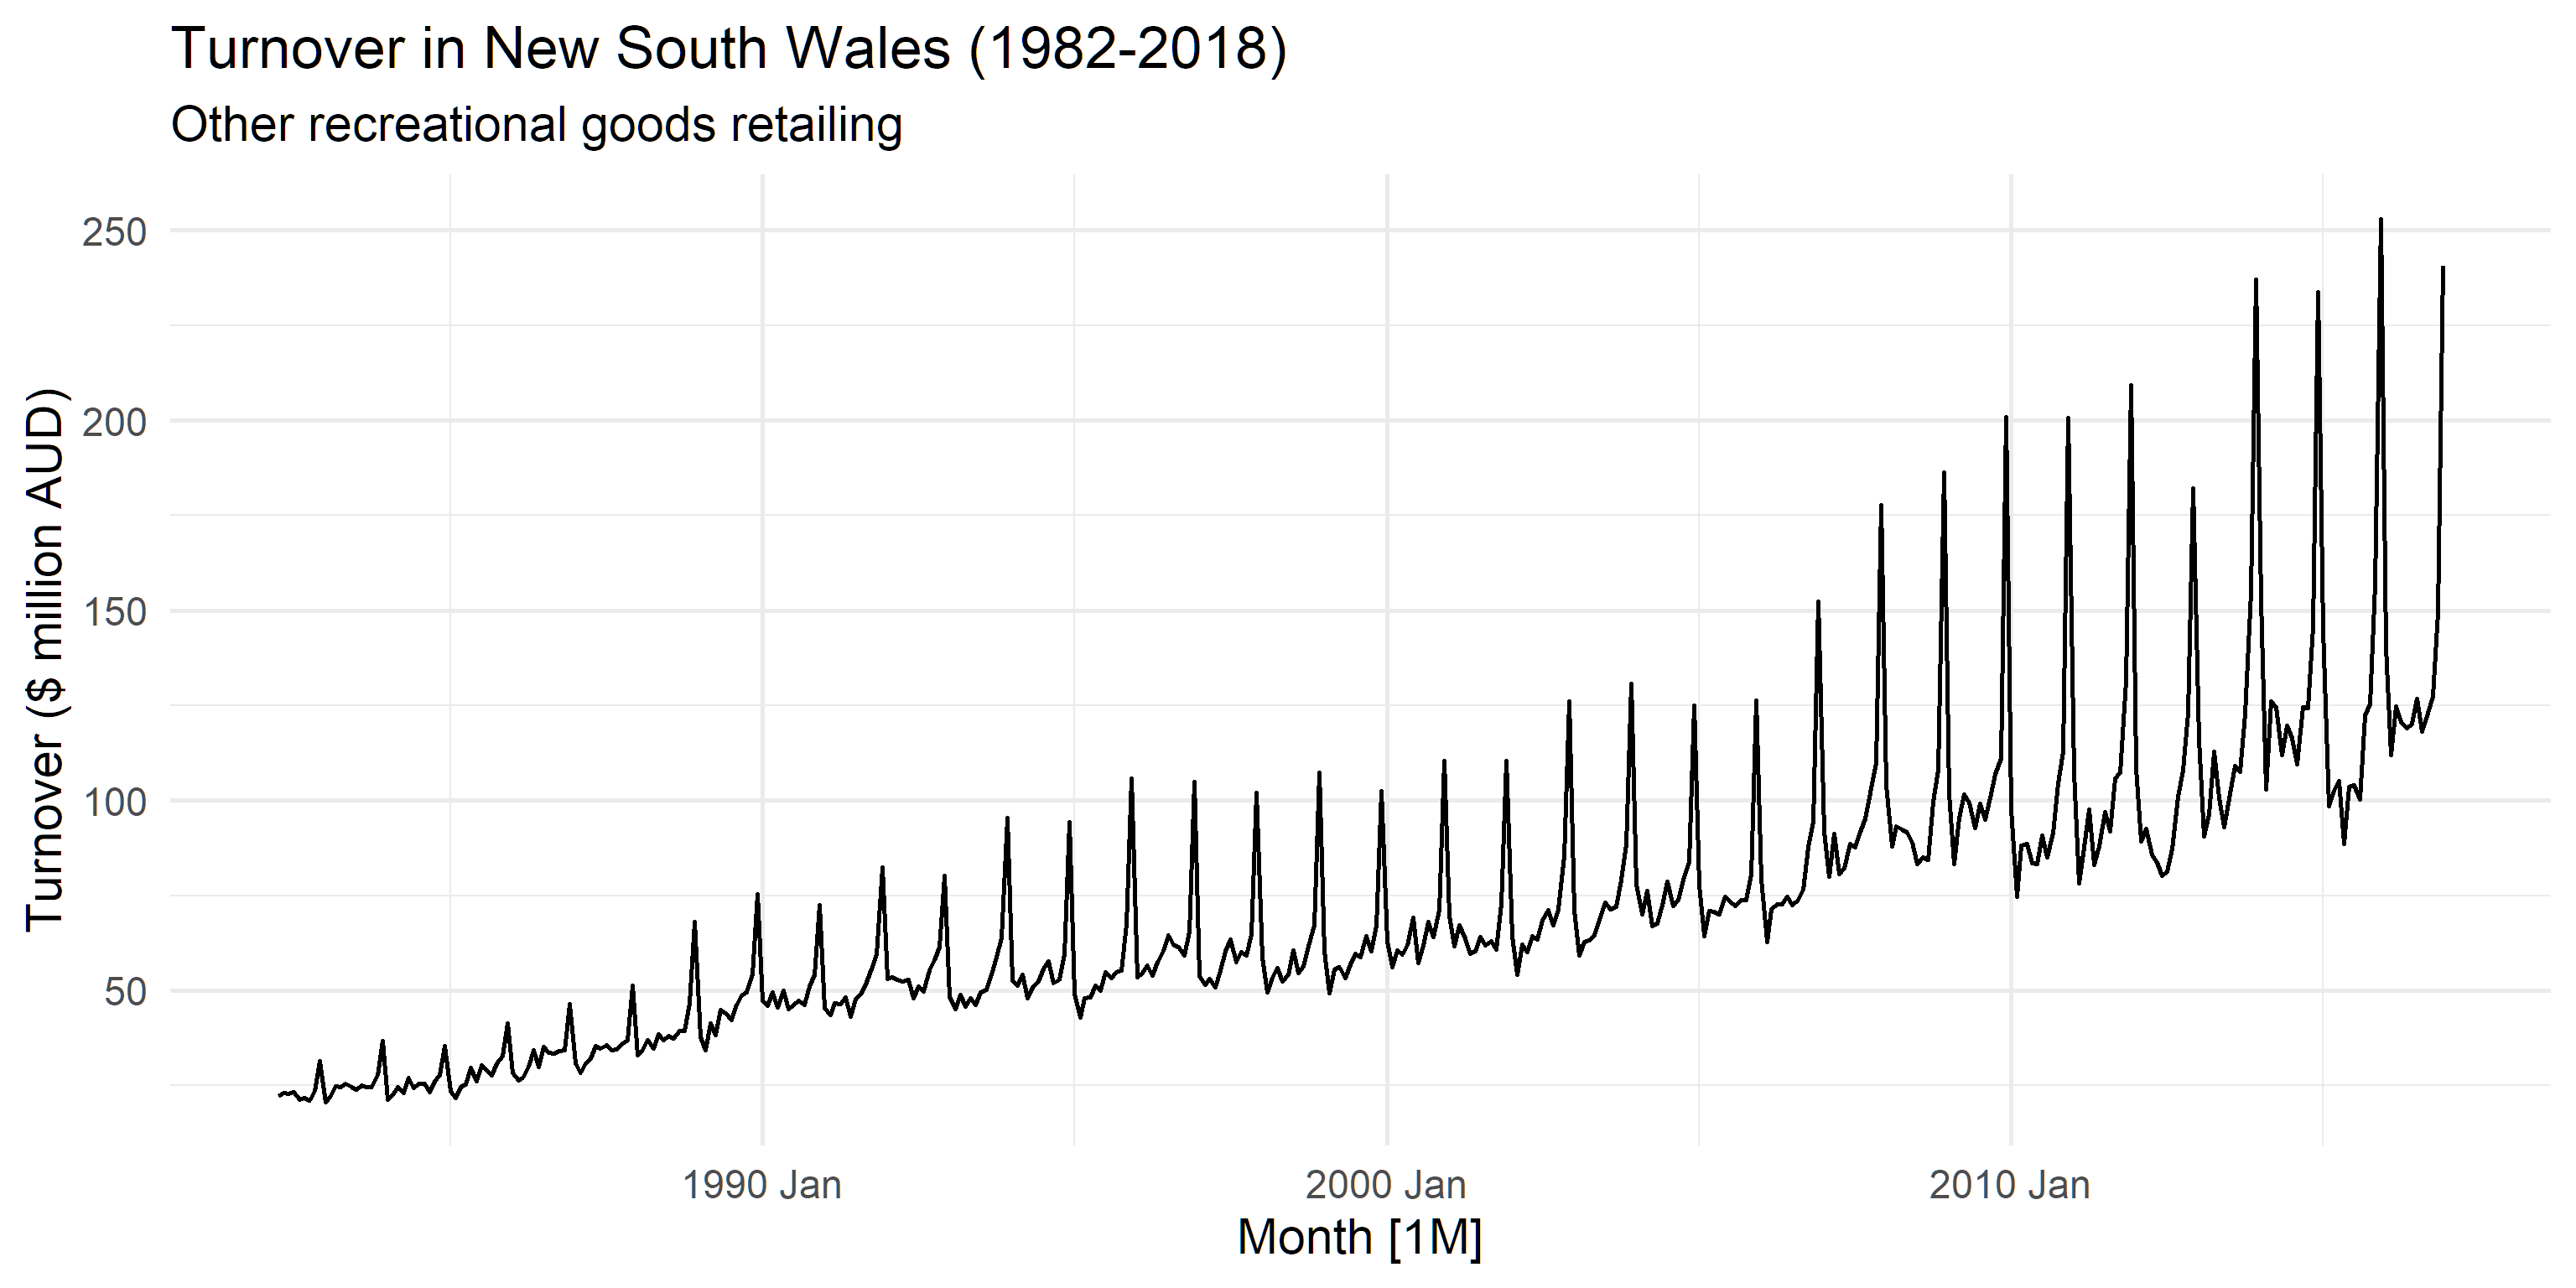 Turnover in New South Wales (1982-2018)
Other recreational goods retailing
Turnover ($ million AUD)
250
200
150
100
50
1990 Jan
2000 Jan
2010 Jan
Month [1M]